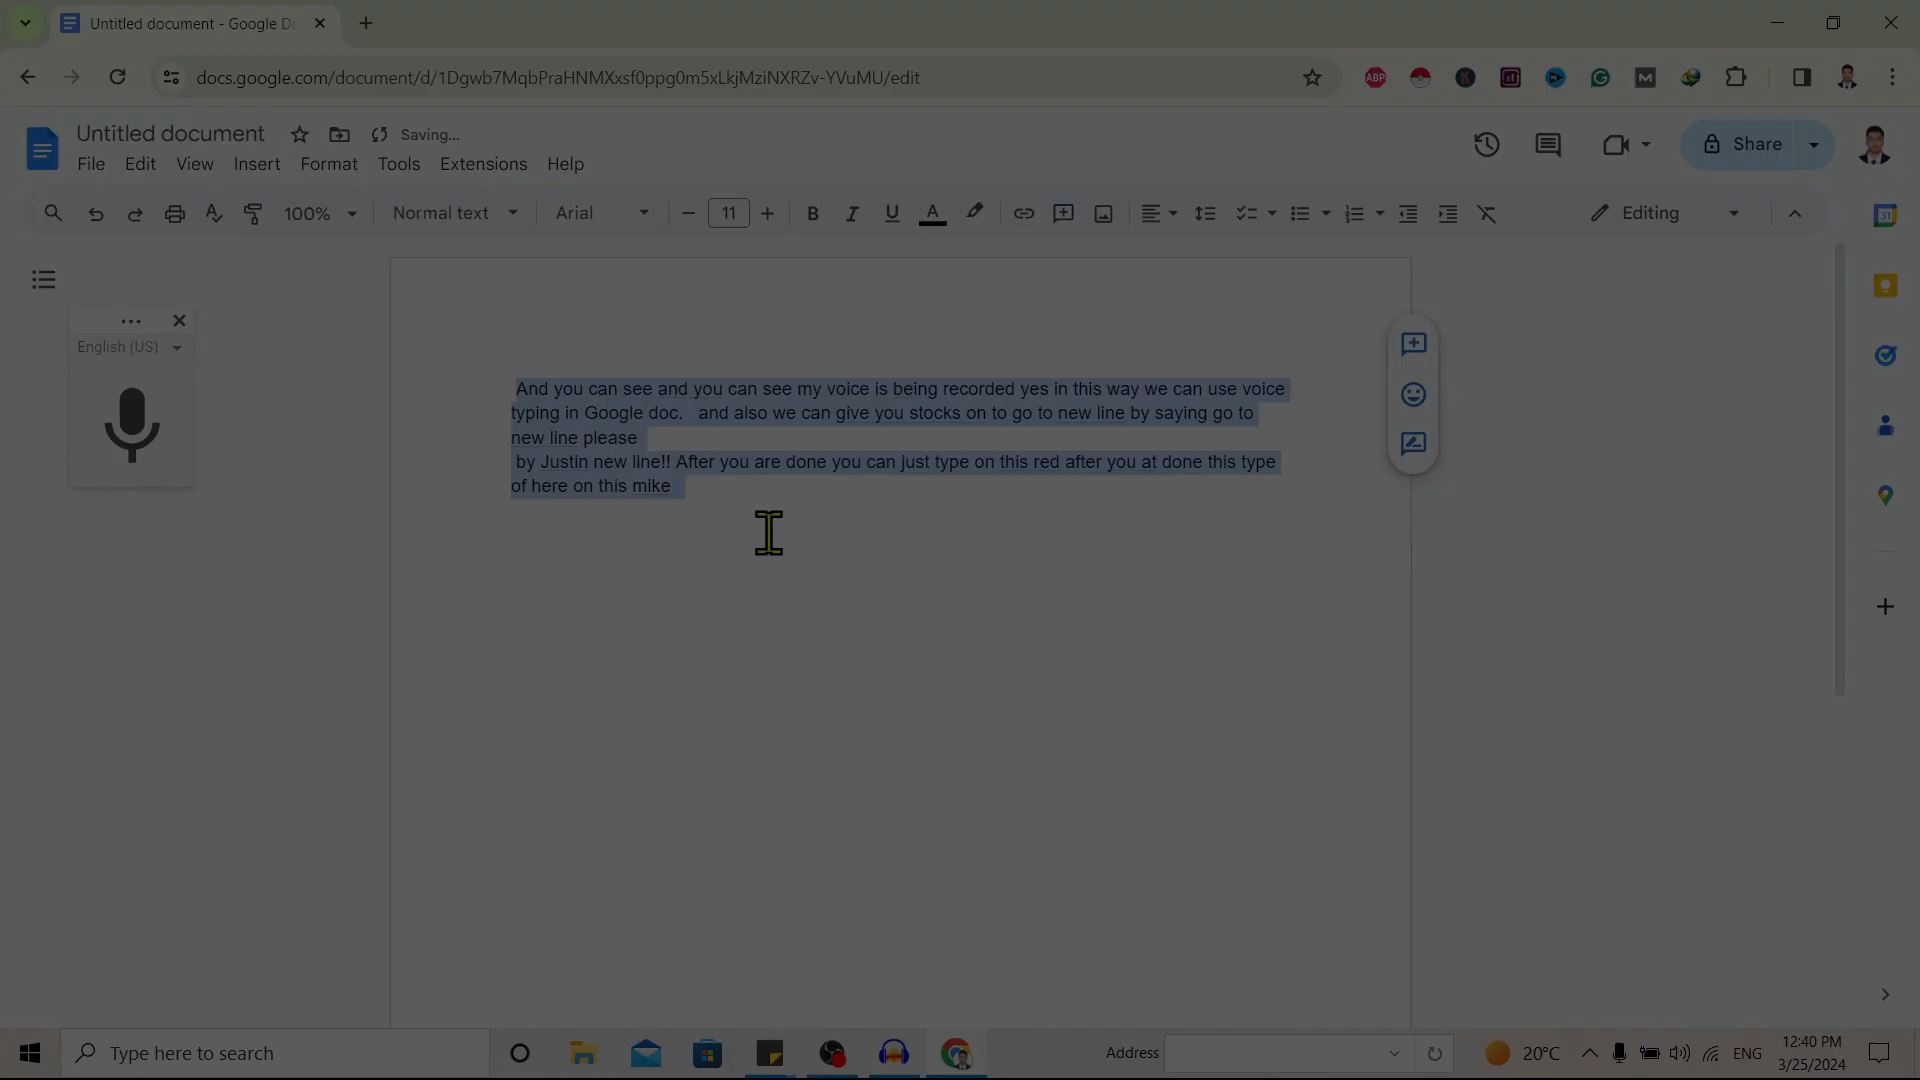 Untitled document - Google Do
docs.google.com/document/d/1Dgwb7MqbPraHNMXxsf0ppg0m5xLkjMziNXRZv-YVuMU/edit
ABP
K
M
Untitled document
Saving...
File Edit View Insert Format Tools Extensions Help
Share
100% Normal text Arial 11 B I U A Editing
31
English (US)
And you can see and you can see my voice is being recorded yes in this way we can use voice
typing in Google doc.   and also we can give you stocks on to go to new line by saying go to
new line please
by Justin new line!! After you are done you can just type on this red after you at done this type
of here on this mike
Type here to search
Address
20°C
ENG
12:40 PM
3/25/2024